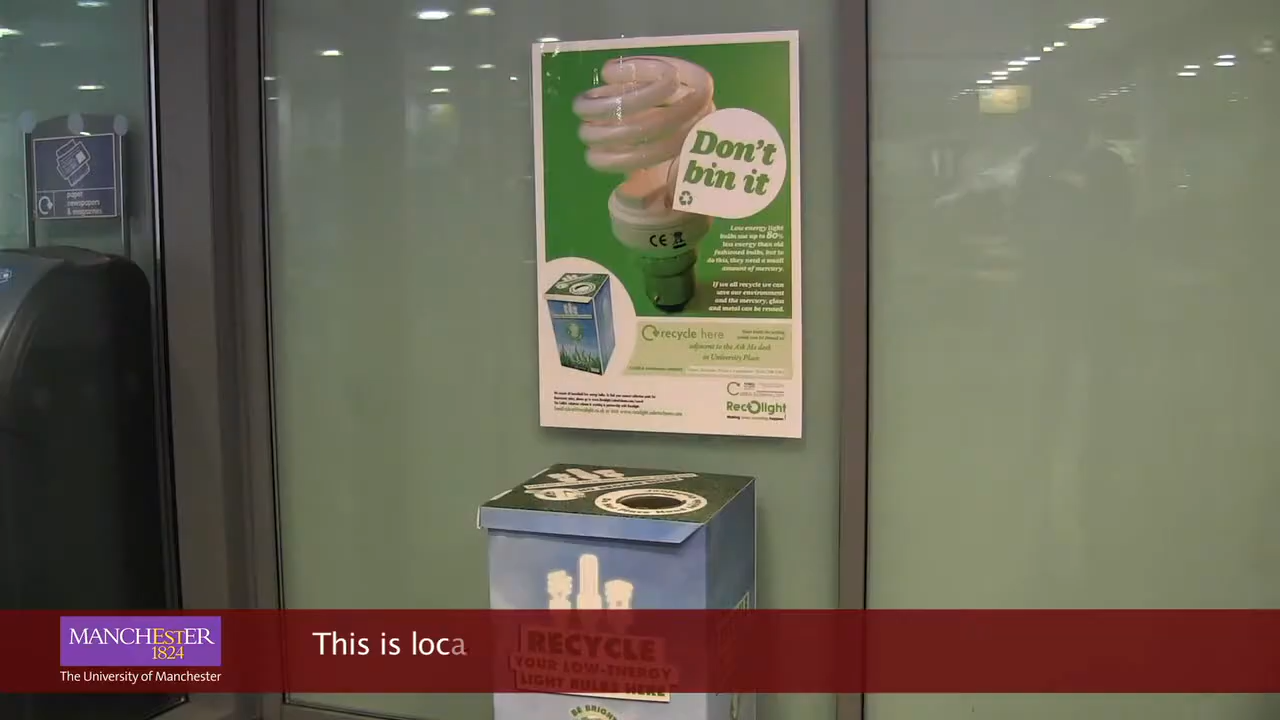 paper
newspapers
& magazines
Don't
bin it
CE
Low energy light
bulbs use up to 80%
less energy than old
fashioned bulbs, but to
do this, they need a small
amount of mercury.
If we all recycle we can
save our environment
and the mercury, glass
and metal can be reused.
recycle here
adjacent to the Ask Me desk
in University Place
Recolight
RECYCLE
YOUR LOW-ENERGY
LIGHT BULBS HERE
BE BRIGHT
MANCHESTER
1824
The University of Manchester
This is loca